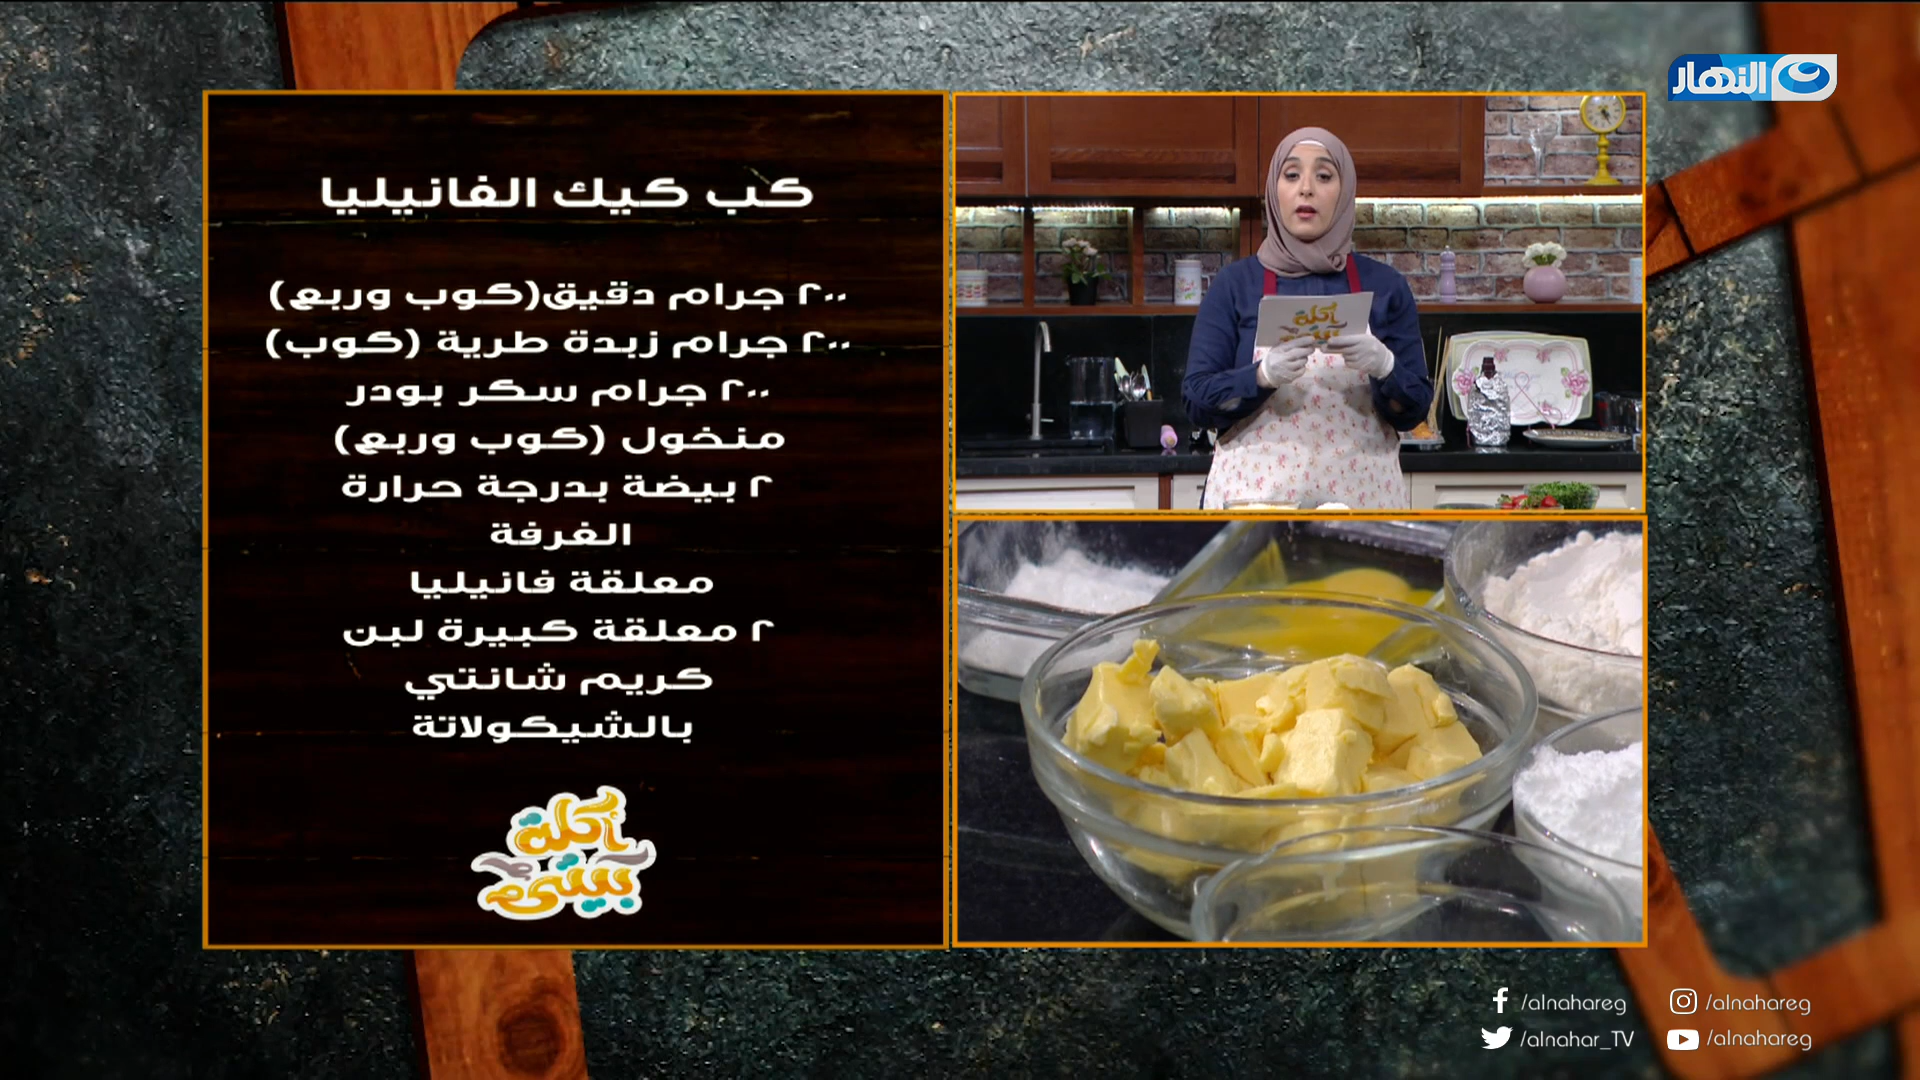 النهار
كب كيك الفانيليا
٢٠٠ جرام دقيق(كوب وربع)
٢٠٠ جرام زبدة طرية (كوب)
٢٠٠ جرام سكر بودر
منخول (كوب وربع)
٢ بيضة بدرجة حرارة
الغرفة
معلقة فانيليا
٢ معلقة كبيرة لبن
كريم شانتي
بالشيكولاتة
أكلة
بيتي
أكلة
بيتي
/alnahareg
/alnahareg
/alnahar_TV
/alnahareg